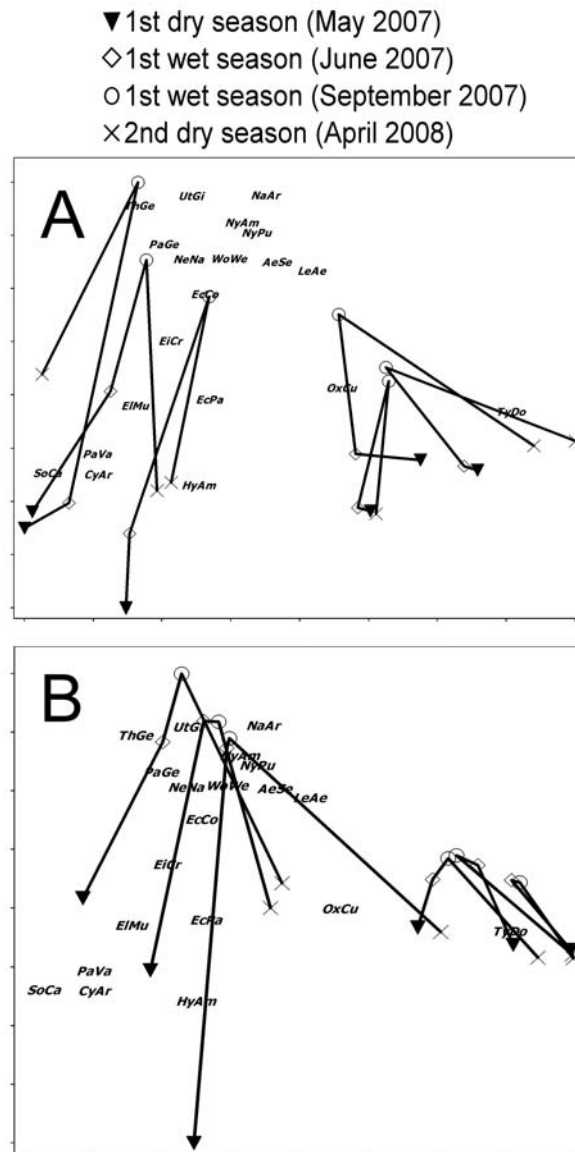 ▼ 1st dry season (May 2007)
◇ 1st wet season (June 2007)
○ 1st wet season (September 2007)
× 2nd dry season (April 2008)
A
ThGe UtGi NaAr
NyAm
NyPu
PaGe NeNa WoWe AeSe LeAe
EcCo
EiCr
OxCu
ElMu EcPa TyDo
PaVa
SoCa CyAr
HyAm
B
ThGe UtGi NaAr
NyAm
PaGe NyPu
NeNa WoWe AeSe LeAe
EcCo
EiCr
OxCu
ElMu EcPa TyDo
PaVa
SoCa CyAr
HyAm